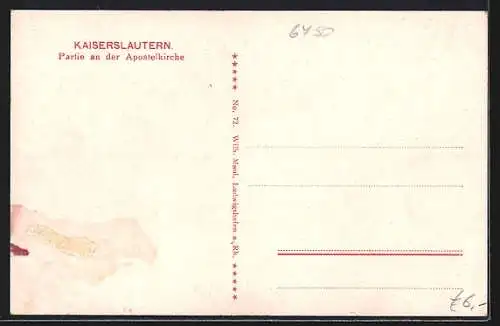 6450
KAISERSLAUTERN.
Partie an der Apostelkirche
★★★★★ No. 72. Wilh. Maul, Ludwigshafen a. Rh. ★★★★★
€6,-